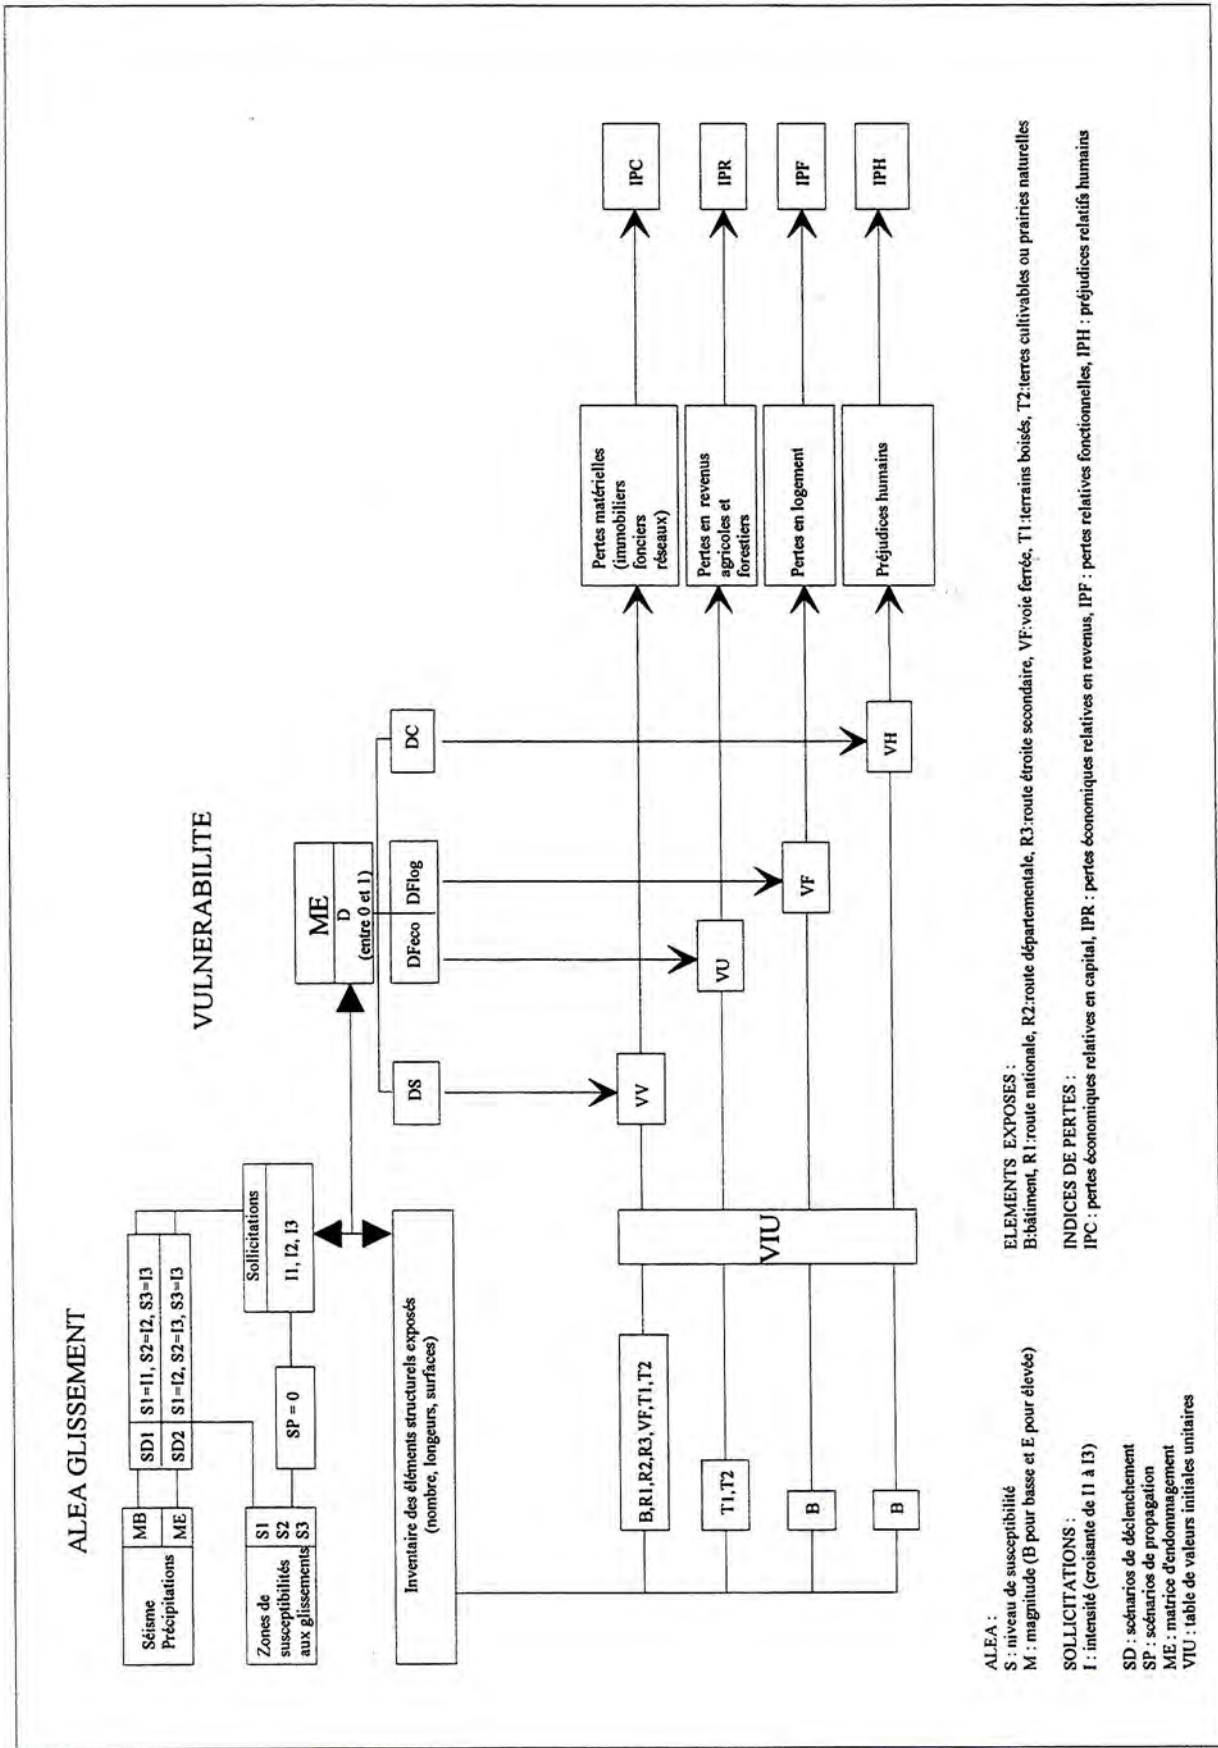 ALEA GLISSEMENT
VULNERABILITE
Séisme
Précipitations
MB
ME
SD1
S1=I1, S2=I2, S3=I3
SD2
S1=I2, S2=I3, S3=I3
Zones de
susceptibilités
aux glissements
S1
S2
S3
SP = 0
Sollicitations
I1, I2, I3
ME
D
(entre 0 et 1)
DS
DFeco
DFlog
DC
Inventaire des éléments structurels exposés
(nombre, longeurs, surfaces)
B,R1,R2,R3,VF,T1,T2
VIU
VV
Pertes matérielles
(immobiliers
fonciers
réseaux)
IPC
T1,T2
VU
Pertes en revenus
agricoles et
forestiers
IPR
B
VF
Pertes en logement
IPF
B
VH
Préjudices humains
IPH
ALEA :
S : niveau de susceptibilité
M : magnitude (B pour basse et E pour élevée)
SOLLICITATIONS :
I : intensité (croisante de I1 à I3)
SD : scénarios de déclenchement
SP : scénarios de propagation
ME : matrice d'endommagement
VIU : table de valeurs initiales unitaires
ELEMENTS EXPOSES :
B:bâtiment, R1:route nationale, R2:route départementale, R3:route étroite secondaire, VF:voie ferrée, T1:terrains boisés, T2:terres cultivables ou prairies naturelles
INDICES DE PERTES :
IPC : pertes économiques relatives en capital, IPR : pertes économiques relatives en revenus, IPF : pertes relatives fonctionnelles, IPH : préjudices relatifs humains